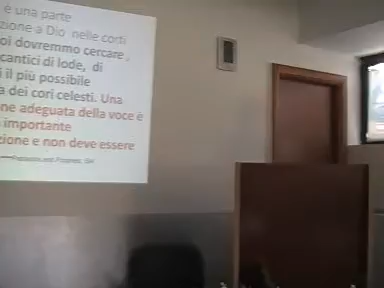 è una parte
zione a Dio nelle corti
oi dovremmo cercare ,
cantici di lode, di
i il più possibile
a dei cori celesti. Una
ne adeguata della voce è
importante
zione e non deve essere